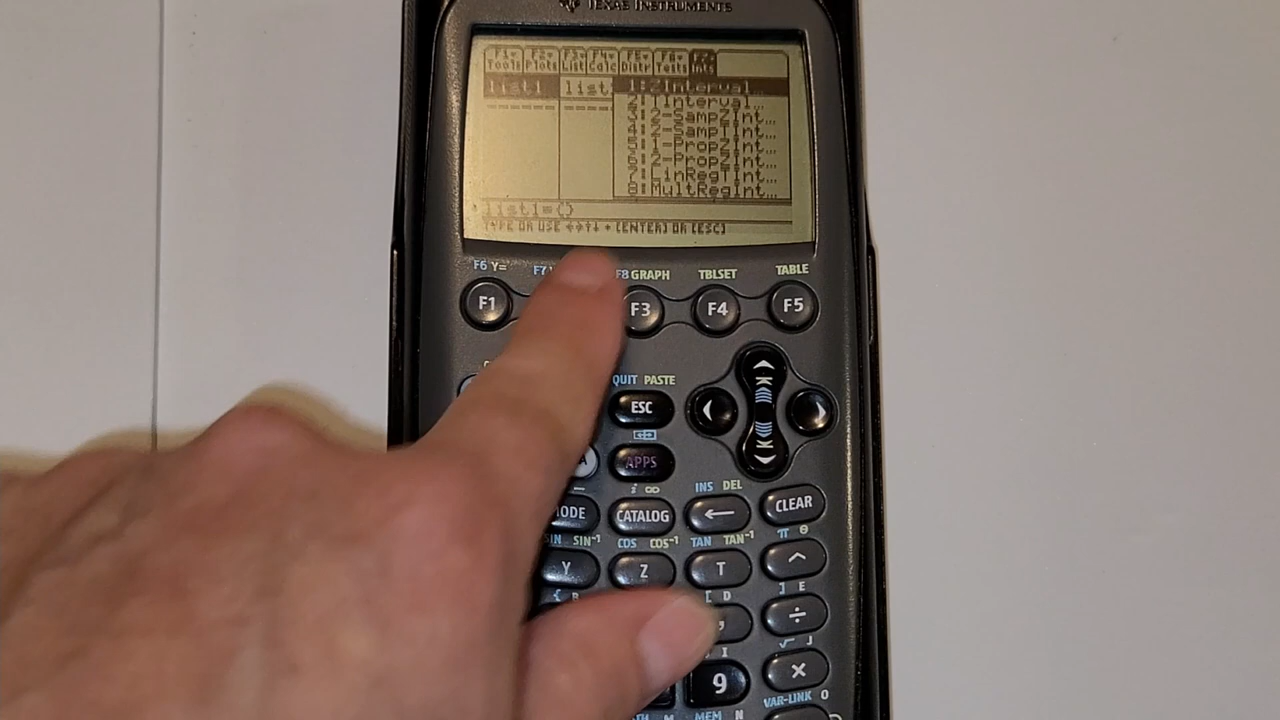 TEXAS INSTRUMENTS
F1 F2 F3 F4 F5 F6 F7
Tools Plots List Calc Distr Tests Ints
list1 list
1:ZInterval...
2:TInterval...
3:2-SampZInt...
4:2-SampTInt...
5:1-PropZInt...
6:2-PropZInt...
7:LinRegTInt...
8:MultRegInt...
list1={}
TYPE OR USE ←→↑↓ + [ENTER] OR [ESC]
F6 Y= F7 F8 GRAPH TBLSET TABLE
F1 F3 F4 F5
QUIT PASTE
ESC
APPS
i ∞ INS DEL
MODE CATALOG ← CLEAR
SIN SIN⁻¹ COS COS⁻¹ TAN TAN⁻¹ π θ
Y Z T ^
{ B [ D ] E
, ÷
I √ J
9 ×
MEM N VAR-LINK O